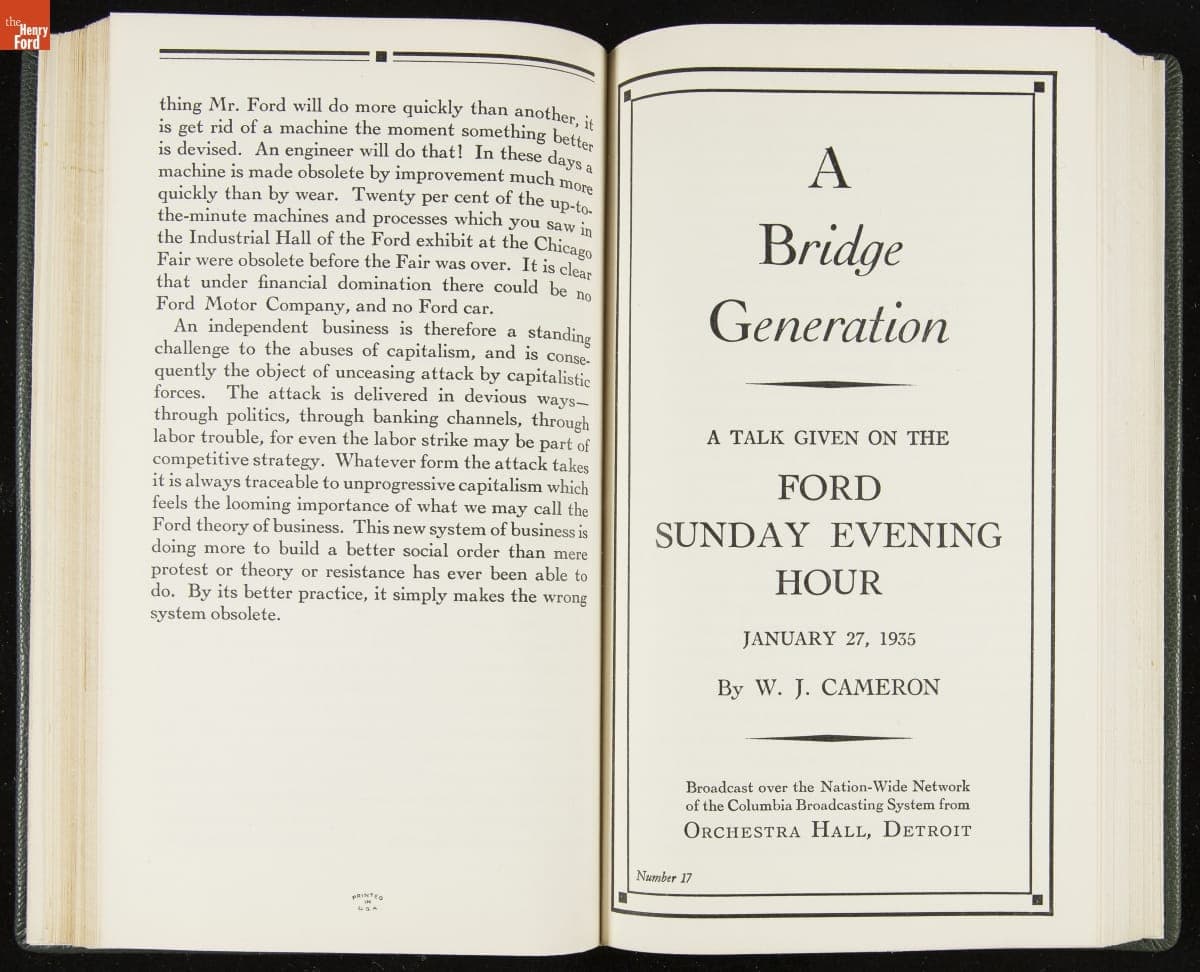 the
Henry
Ford
thing Mr. Ford will do more quickly than another, it
is get rid of a machine the moment something better
is devised. An engineer will do that! In these days a
machine is made obsolete by improvement much more
quickly than by wear. Twenty per cent of the up-to-
the-minute machines and processes which you saw in
the Industrial Hall of the Ford exhibit at the Chicago
Fair were obsolete before the Fair was over. It is clear
that under financial domination there could be no
Ford Motor Company, and no Ford car.
An independent business is therefore a standing
challenge to the abuses of capitalism, and is conse-
quently the object of unceasing attack by capitalistic
forces. The attack is delivered in devious ways—
through politics, through banking channels, through
labor trouble, for even the labor strike may be part of
competitive strategy. Whatever form the attack takes
it is always traceable to unprogressive capitalism which
feels the looming importance of what we may call the
Ford theory of business. This new system of business is
doing more to build a better social order than mere
protest or theory or resistance has ever been able to
do. By its better practice, it simply makes the wrong
system obsolete.
PRINTED
IN
U.S.A.
A
Bridge
Generation
A TALK GIVEN ON THE
FORD
SUNDAY EVENING
HOUR
JANUARY 27, 1935
By W. J. CAMERON
Broadcast over the Nation-Wide Network
of the Columbia Broadcasting System from
ORCHESTRA HALL, DETROIT
Number 17